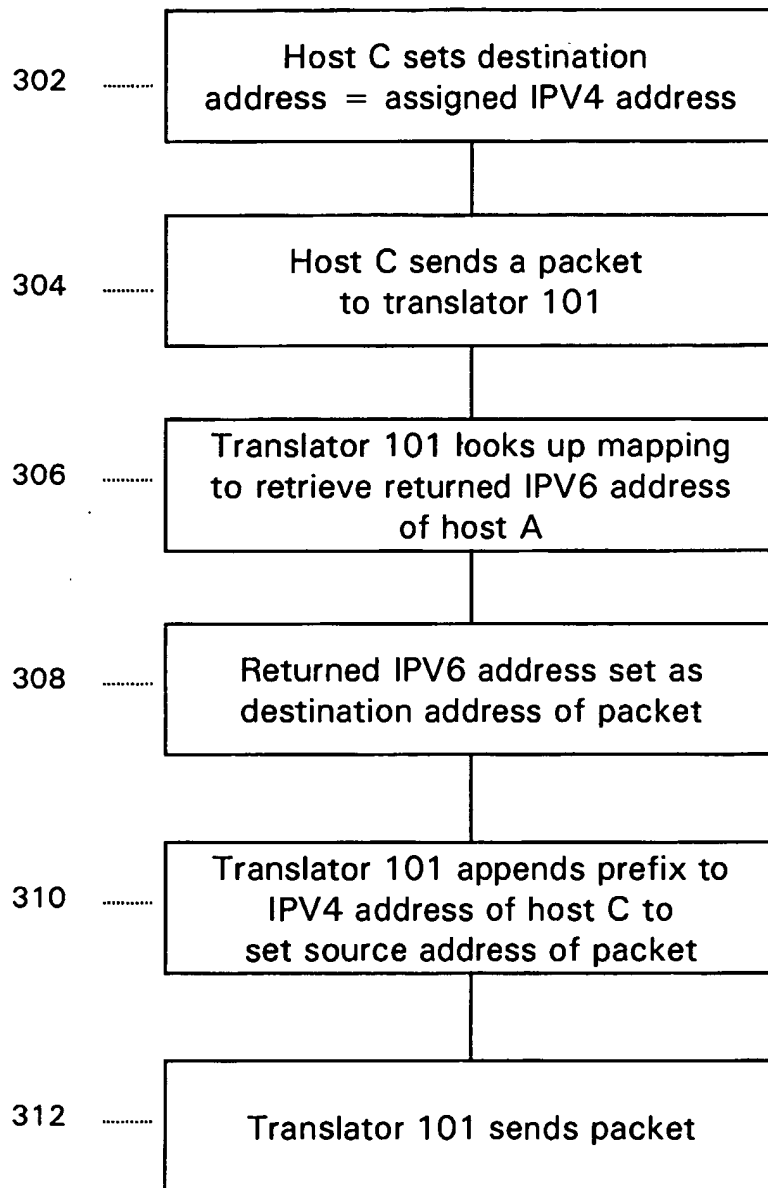 302
Host C sets destination
address = assigned IPV4 address
304
Host C sends a packet
to translator 101
306
Translator 101 looks up mapping
to retrieve returned IPV6 address
of host A
308
Returned IPV6 address set as
destination address of packet
310
Translator 101 appends prefix to
IPV4 address of host C to
set source address of packet
312
Translator 101 sends packet